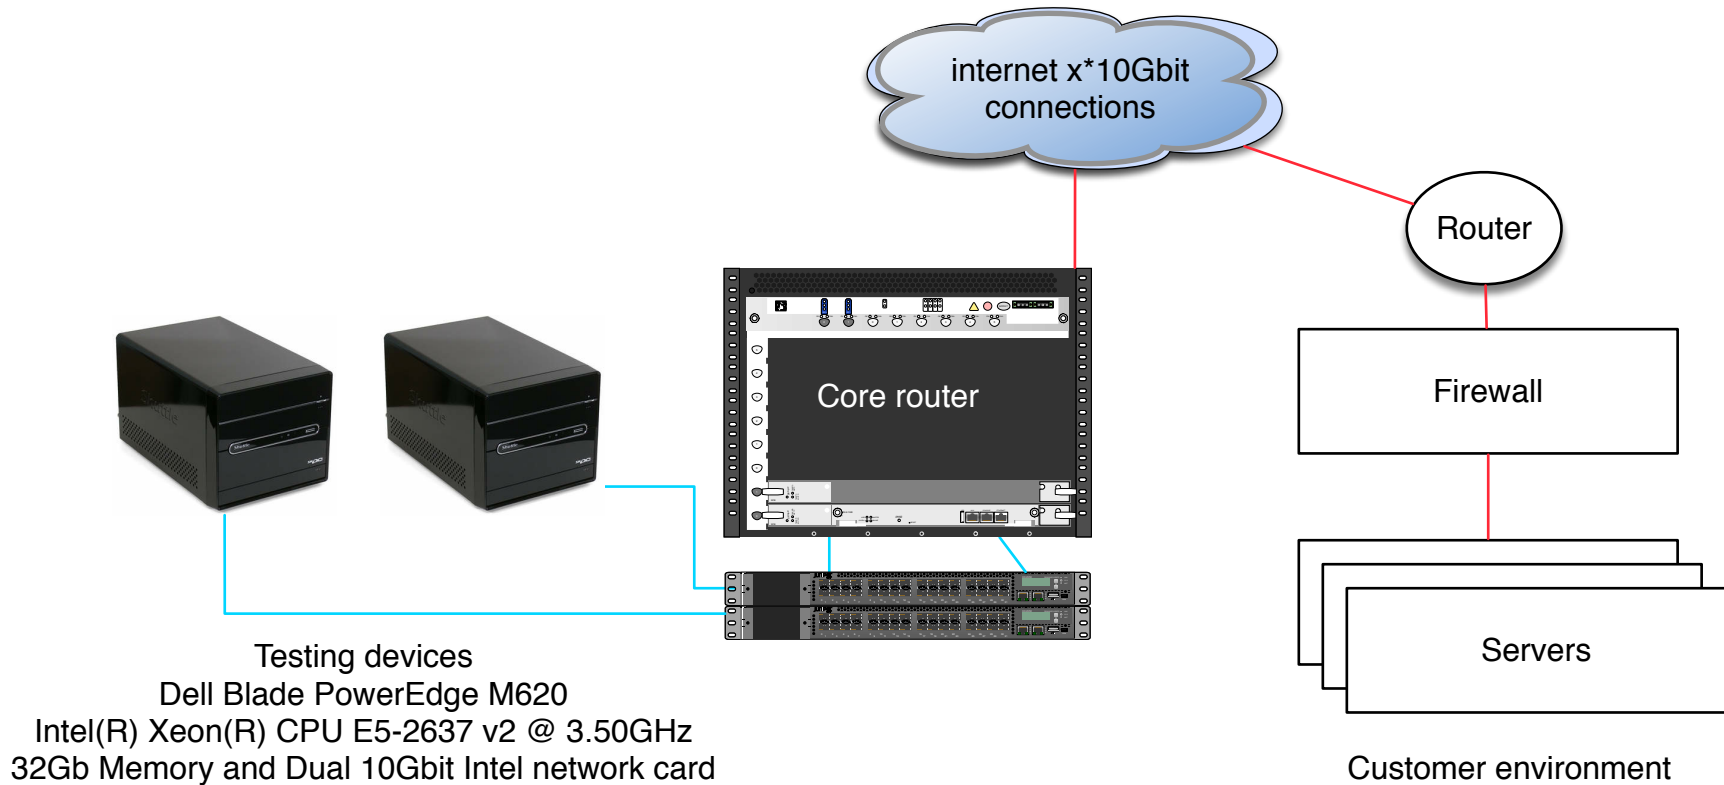 internet x*10Gbit
connections
Router
Core router
Firewall
Servers
Testing devices
Dell Blade PowerEdge M620
Intel(R) Xeon(R) CPU E5-2637 v2 @ 3.50GHz
32Gb Memory and Dual 10Gbit Intel network card
Customer environment